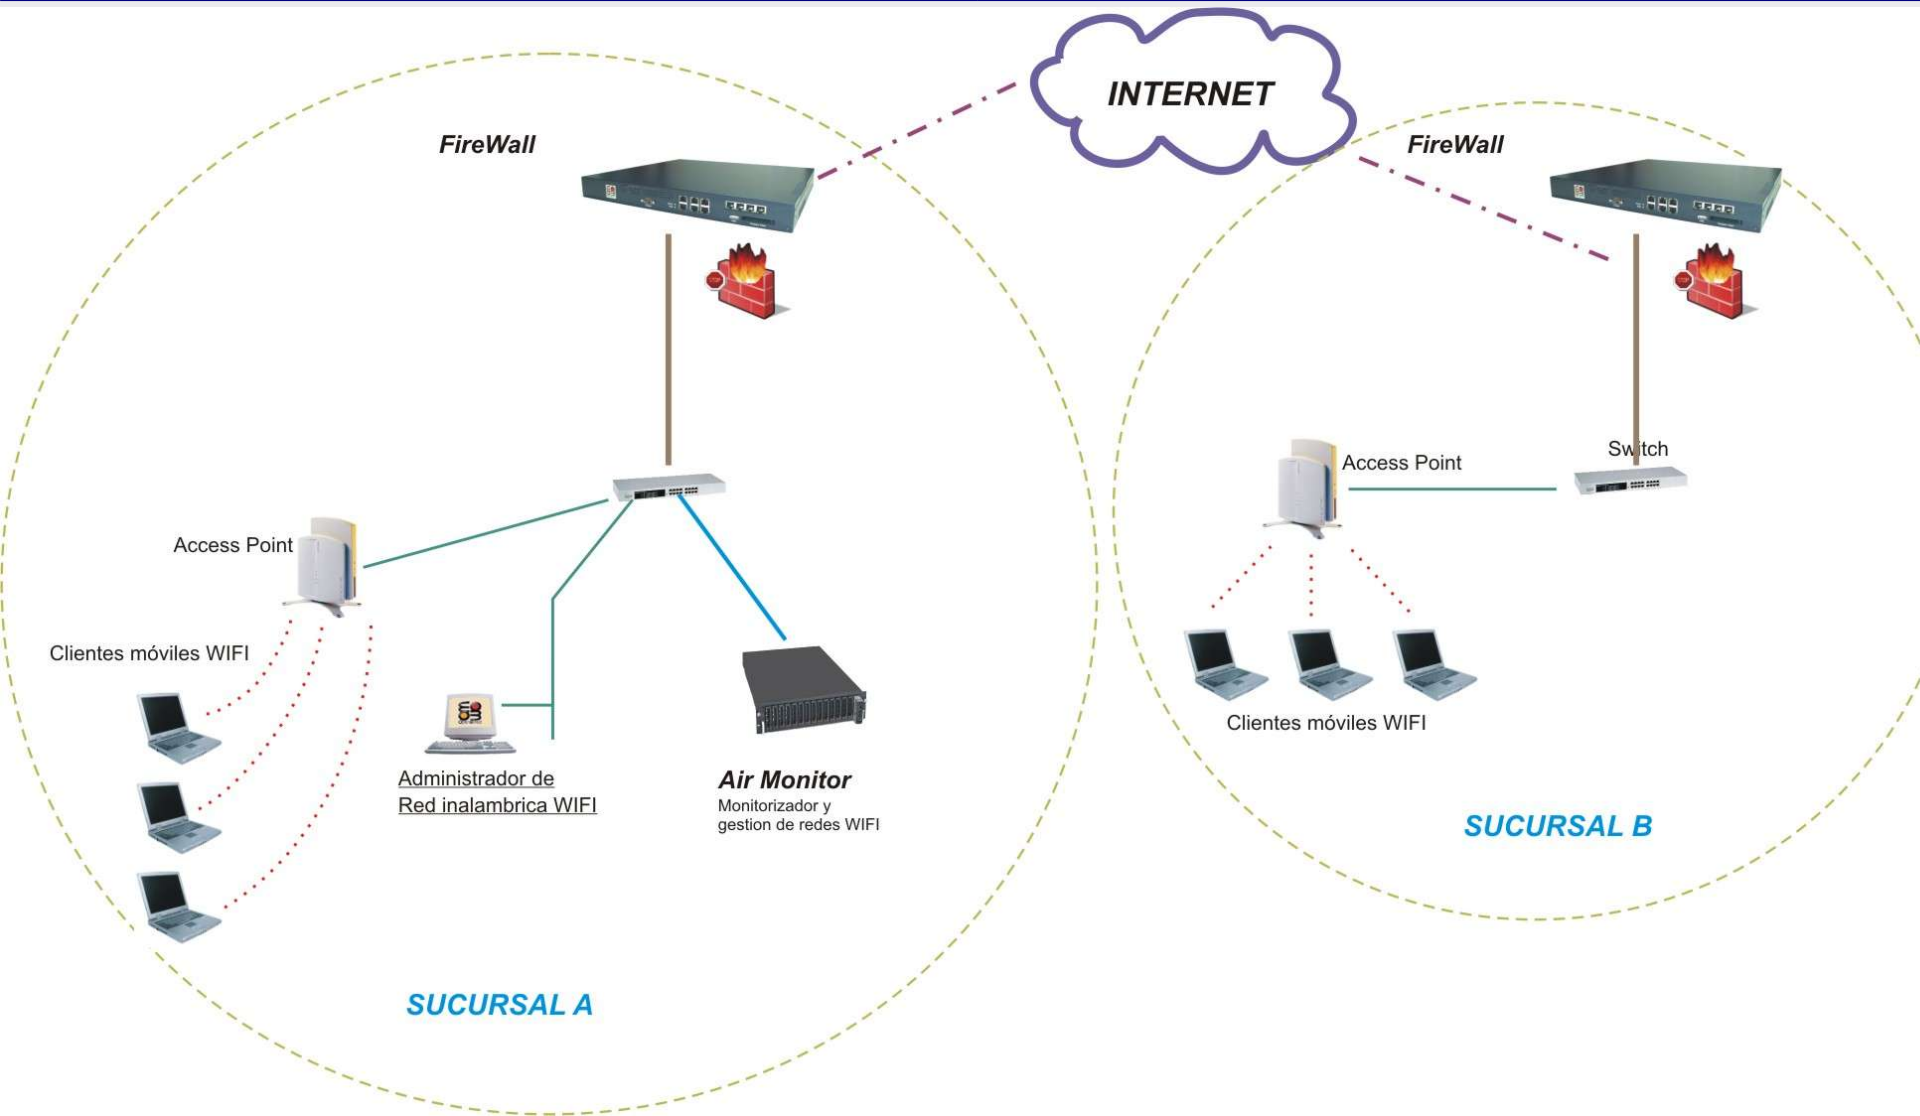 INTERNET
FireWall
FireWall
Switch
Access Point
Access Point
Clientes móviles WIFI
Clientes móviles WIFI
Administrador de
Red inalambrica WIFI
Air Monitor
Monitorizador y
gestion de redes WIFI
SUCURSAL B
SUCURSAL A